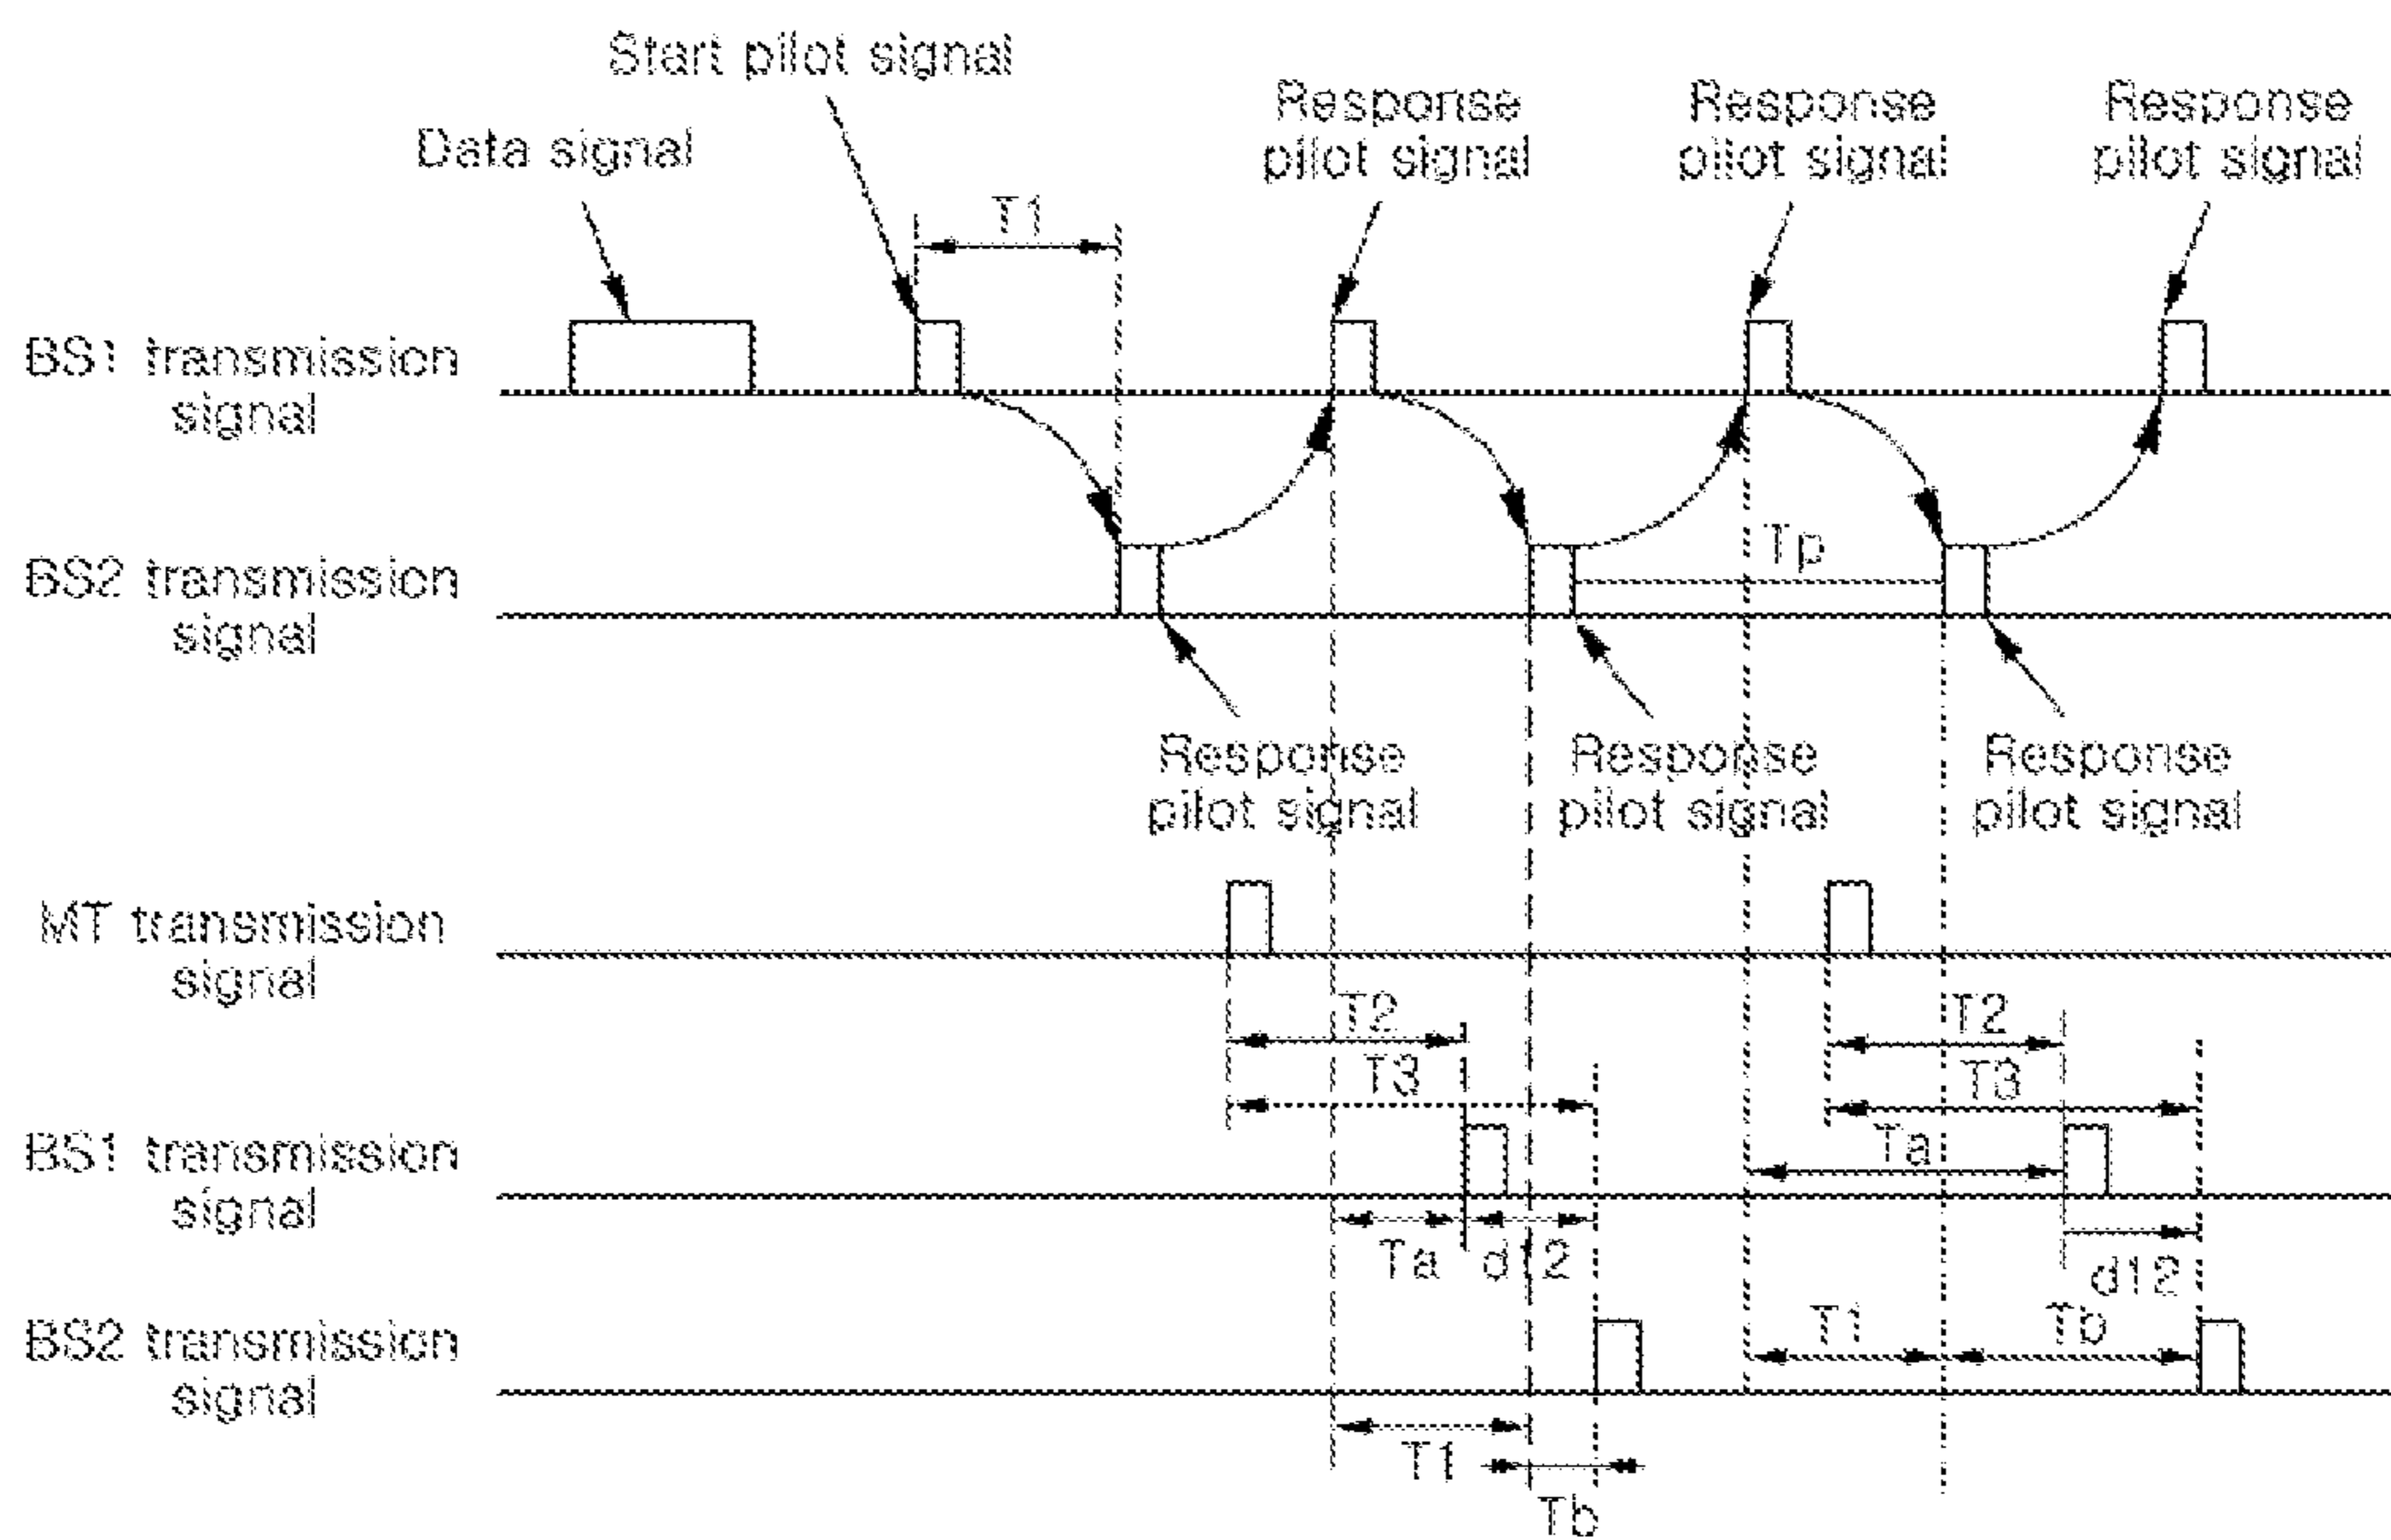 Start pilot signal
Data signal
Response
pilot signal
Response
pilot signal
Response
pilot signal
T1
BS1 transmission
signal
BS2 transmission
signal
Tp
Response
pilot signal
Response
pilot signal
Response
pilot signal
MT transmission
signal
T2
T2
T3
T3
BS1 transmission
signal
Ta
Ta
d12
d12
BS2 transmission
signal
T1
Tb
T1
Tb